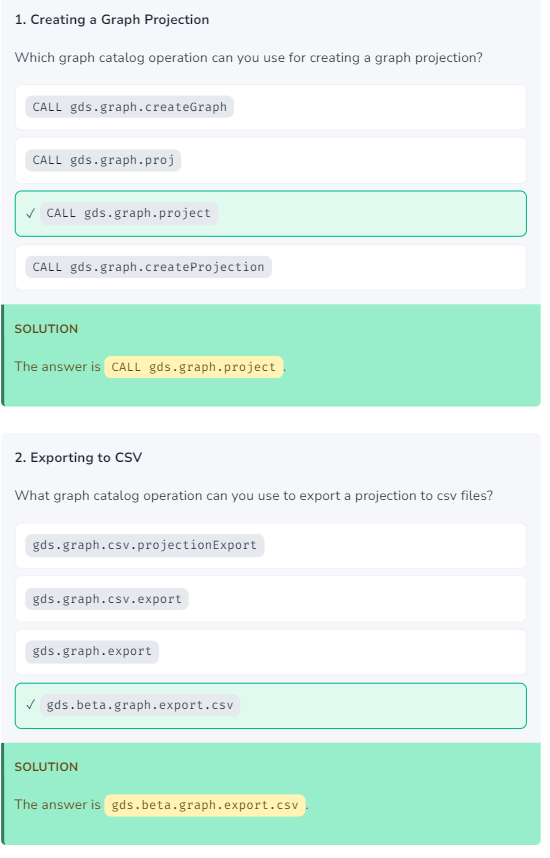 1. Creating a Graph Projection
Which graph catalog operation can you use for creating a graph projection?
CALL gds.graph.createGraph
CALL gds.graph.proj
✓ CALL gds.graph.project
CALL gds.graph.createProjection
SOLUTION
The answer is CALL gds.graph.project.
2. Exporting to CSV
What graph catalog operation can you use to export a projection to csv files?
gds.graph.csv.projectionExport
gds.graph.csv.export
gds.graph.export
✓ gds.beta.graph.export.csv
SOLUTION
The answer is gds.beta.graph.export.csv.